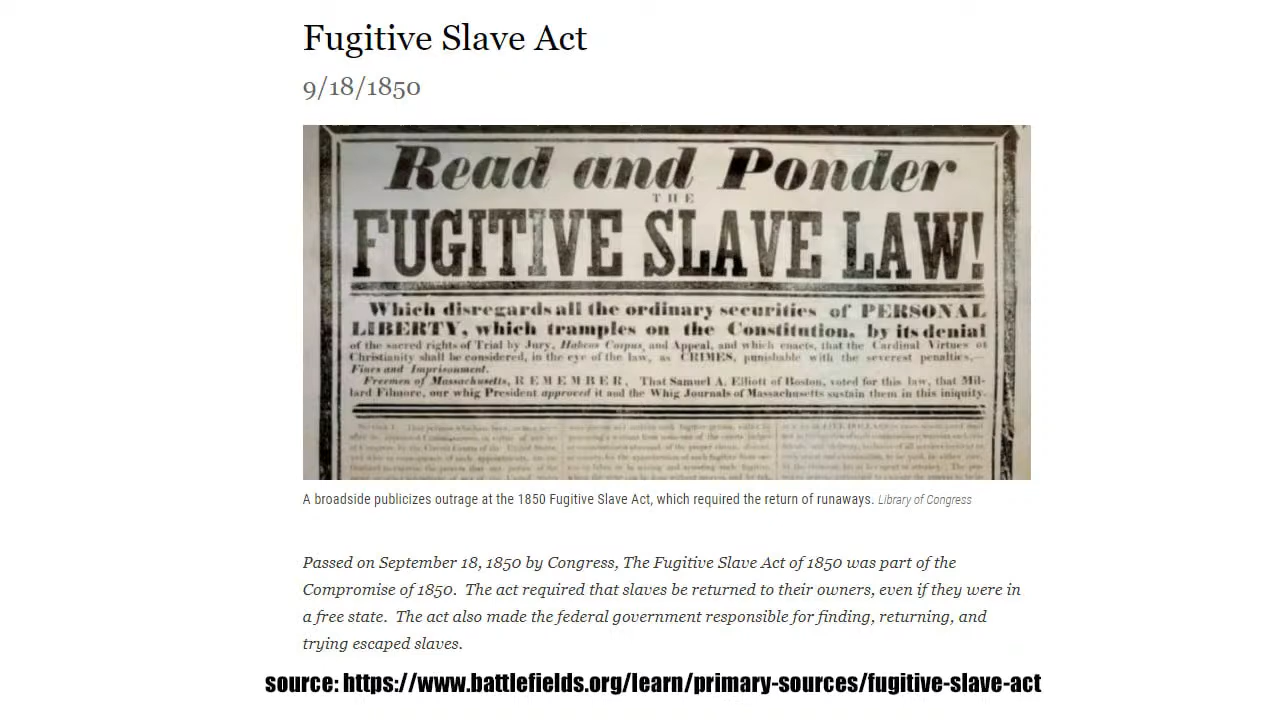 Fugitive Slave Act
9/18/1850
Read and Ponder
THE
FUGITIVE SLAVE LAW!
Which disregards all the ordinary securities of PERSONAL
LIBERTY, which tramples on the Constitution, by its denial
of the sacred rights of Trial by Jury, Habeas Corpus, and Appeal, and which enacts, that the Cardinal Virtues of
Christianity shall be considered, in the eye of the law, as CRIMES, punishable with the severest penalties,—
Fines and Imprisonment.
Freemen of Massachusetts, REMEMBER, That Samuel A. Elliott of Boston, voted for this law, that Mil-
lard Filmore, our whig President approved it and the Whig Journals of Massachusetts sustain them in this iniquity.
A broadside publicizes outrage at the 1850 Fugitive Slave Act, which required the return of runaways. Library of Congress
Passed on September 18, 1850 by Congress, The Fugitive Slave Act of 1850 was part of the
Compromise of 1850. The act required that slaves be returned to their owners, even if they were in
a free state. The act also made the federal government responsible for finding, returning, and
trying escaped slaves.
source: https://www.battlefields.org/learn/primary-sources/fugitive-slave-act